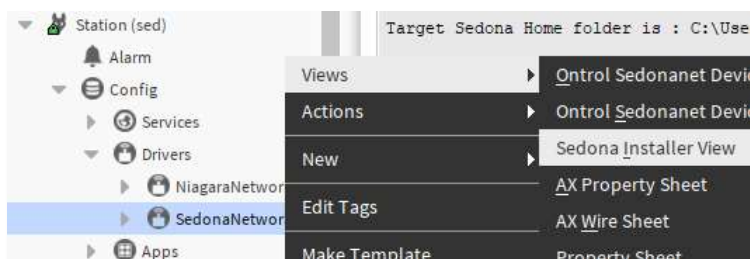 Station (sed)
Target Sedona Home folder is : C:\Use
Alarm
Config
Services
Drivers
NiagaraNetwor
SedonaNetwor
Apps
Views
Actions
New
Edit Tags
Make Template
Ontrol Sedonanet Devic
Ontrol Sedonanet Devic
Sedona Installer View
AX Property Sheet
AX Wire Sheet
Property Sheet